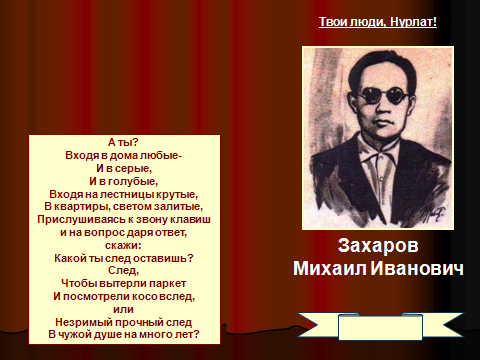 Твои люди, Нурлат!
А ты?
Входя в дома любые-
И в серые,
И в голубые,
Входя на лестницы крутые,
В квартиры, светом залитые,
Прислушиваясь к звону клавиш
и на вопрос даря ответ,
скажи:
Какой ты след оставишь?
След,
Чтобы вытерли паркет
И посмотрели косо вслед,
или
Незримый прочный след
В чужой душе на много лет?
Захаров
Михаил Иванович